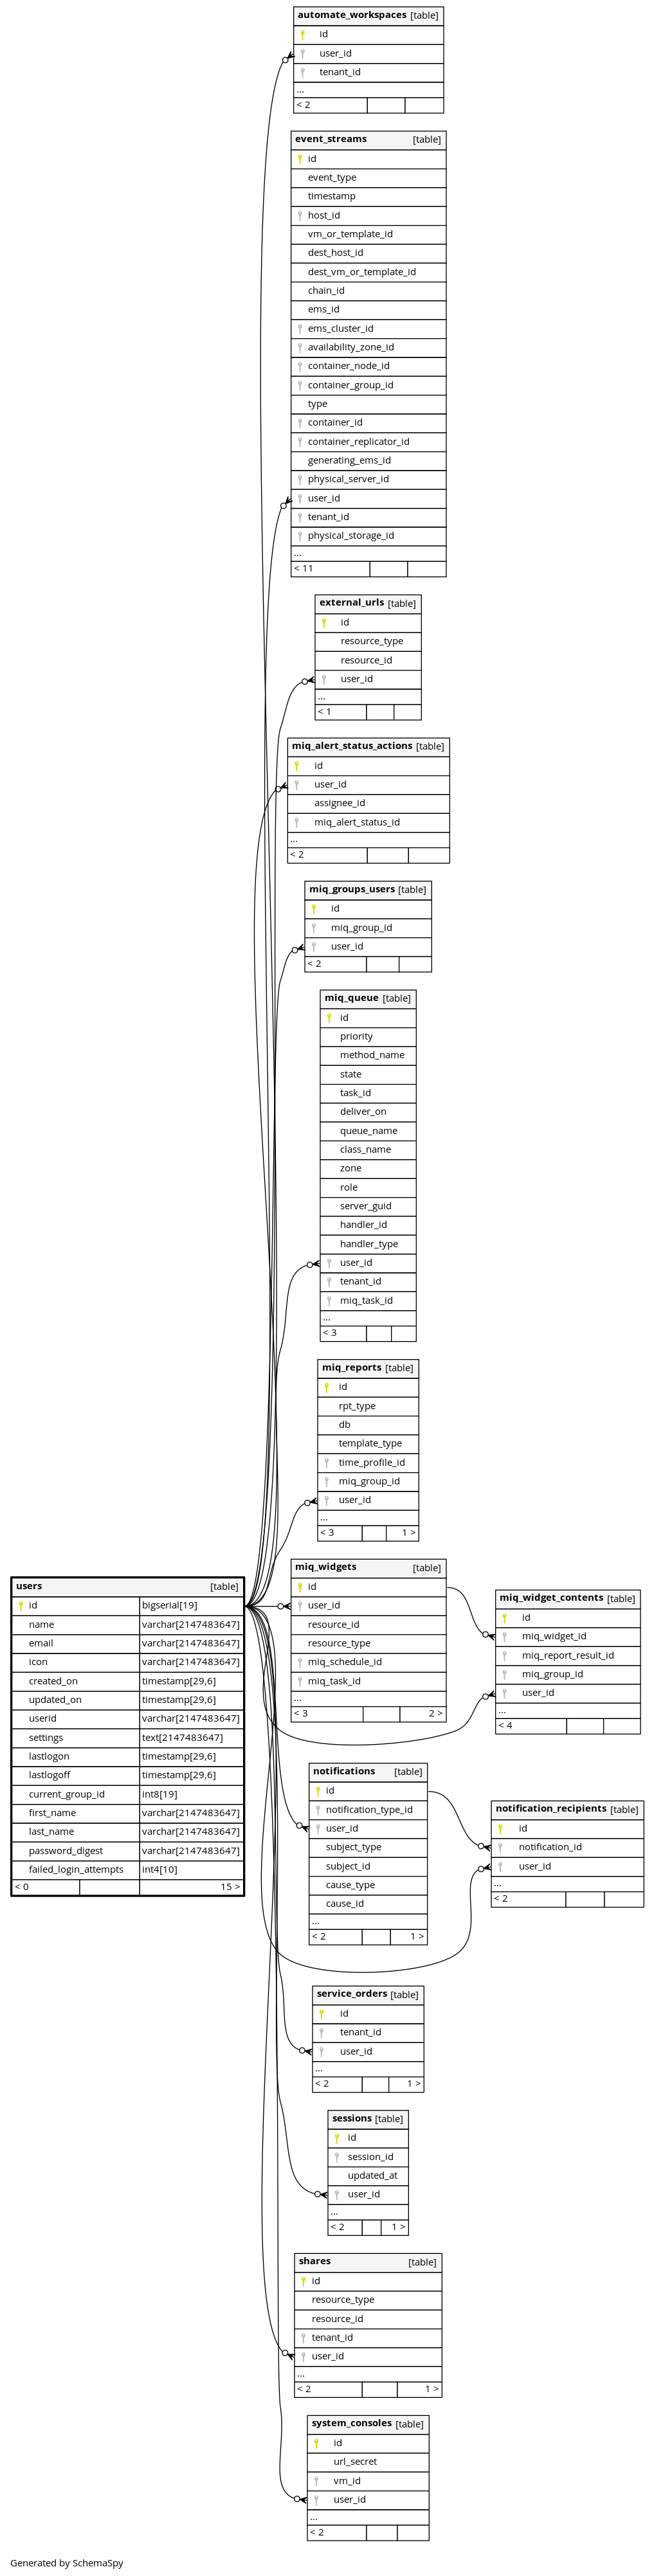 automate_workspaces [table]
id
user_id
tenant_id
...
< 2
event_streams [table]
id
event_type
timestamp
host_id
vm_or_template_id
dest_host_id
dest_vm_or_template_id
chain_id
ems_id
ems_cluster_id
availability_zone_id
container_node_id
container_group_id
type
container_id
container_replicator_id
generating_ems_id
physical_server_id
user_id
tenant_id
physical_storage_id
...
< 11
external_urls [table]
id
resource_type
resource_id
user_id
...
< 1
miq_alert_status_actions [table]
id
user_id
assignee_id
miq_alert_status_id
...
< 2
miq_groups_users [table]
id
miq_group_id
user_id
< 2
miq_queue [table]
id
priority
method_name
state
task_id
deliver_on
queue_name
class_name
zone
role
server_guid
handler_id
handler_type
user_id
tenant_id
miq_task_id
...
< 3
miq_reports [table]
id
rpt_type
db
template_type
time_profile_id
miq_group_id
user_id
...
< 3 1 >
users [table]
id bigserial[19]
name varchar[2147483647]
email varchar[2147483647]
icon varchar[2147483647]
created_on timestamp[29,6]
updated_on timestamp[29,6]
userid varchar[2147483647]
settings text[2147483647]
lastlogon timestamp[29,6]
lastlogoff timestamp[29,6]
current_group_id int8[19]
first_name varchar[2147483647]
last_name varchar[2147483647]
password_digest varchar[2147483647]
failed_login_attempts int4[10]
< 0 15 >
miq_widgets [table]
id
user_id
resource_id
resource_type
miq_schedule_id
miq_task_id
...
< 3 2 >
miq_widget_contents [table]
id
miq_widget_id
miq_report_result_id
miq_group_id
user_id
...
< 4
notifications [table]
id
notification_type_id
user_id
subject_type
subject_id
cause_type
cause_id
...
< 2 1 >
notification_recipients [table]
id
notification_id
user_id
...
< 2
service_orders [table]
id
tenant_id
user_id
...
< 2 1 >
sessions [table]
id
session_id
updated_at
user_id
...
< 2 1 >
shares [table]
id
resource_type
resource_id
tenant_id
user_id
...
< 2 1 >
system_consoles [table]
id
url_secret
vm_id
user_id
...
< 2
Generated by SchemaSpy